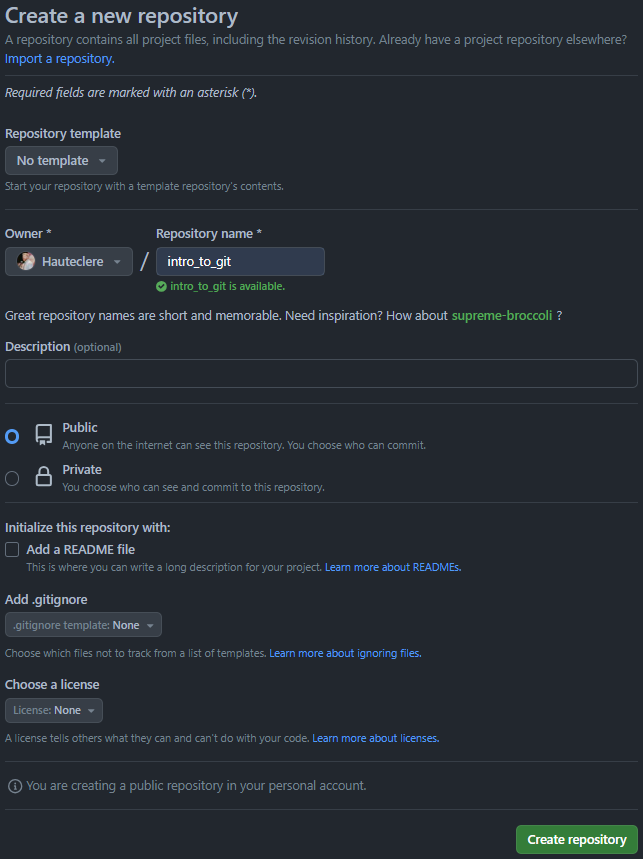 Create a new repository
A repository contains all project files, including the revision history. Already have a project repository elsewhere?
Import a repository.
Required fields are marked with an asterisk (*).
Repository template
No template
Start your repository with a template repository's contents.
Owner * Repository name *
Hauteclere / intro_to_git
intro_to_git is available.
Great repository names are short and memorable. Need inspiration? How about supreme-broccoli ?
Description (optional)
Public
Anyone on the internet can see this repository. You choose who can commit.
Private
You choose who can see and commit to this repository.
Initialize this repository with:
Add a README file
This is where you can write a long description for your project. Learn more about READMEs.
Add .gitignore
.gitignore template: None
Choose which files not to track from a list of templates. Learn more about ignoring files.
Choose a license
License: None
A license tells others what they can and can't do with your code. Learn more about licenses.
You are creating a public repository in your personal account.
Create repository